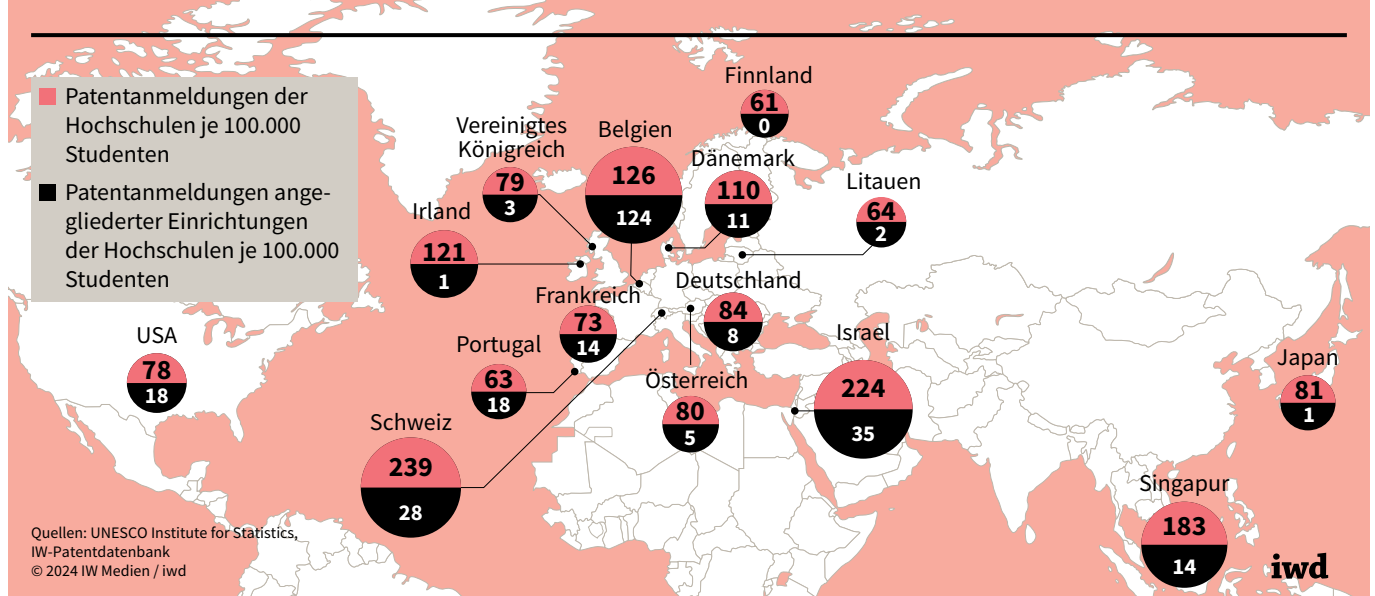 Patentanmeldungen der
Hochschulen je 100.000
Studenten
Patentanmeldungen ange-
gliederter Einrichtungen
der Hochschulen je 100.000
Studenten
Finnland
61
0
Vereinigtes
Königreich
79
3
Belgien
126
124
Dänemark
110
11
Litauen
64
2
Irland
121
1
Frankreich
73
14
Deutschland
84
8
USA
78
18
Portugal
63
18
Österreich
80
5
Israel
224
35
Japan
81
1
Schweiz
239
28
Singapur
183
14
Quellen: UNESCO Institute for Statistics,
IW-Patentdatenbank
© 2024 IW Medien / iwd
iwd